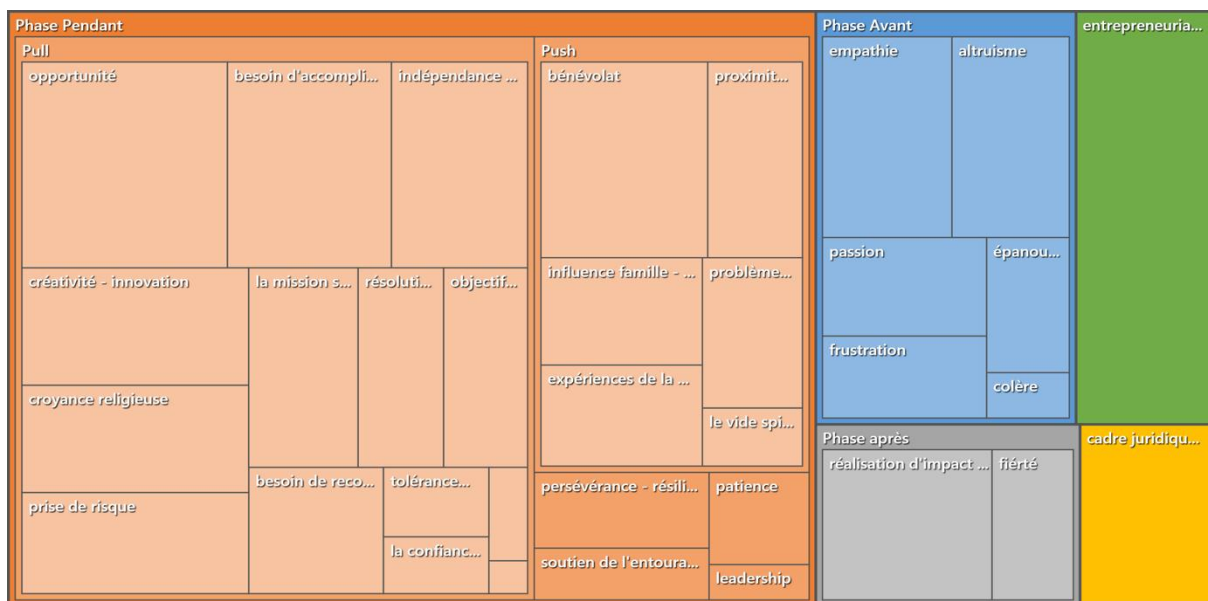 Phase Pendant
Pull
opportunité
besoin d'accompli...
indépendance ...
créativité - innovation
la mission s...
résoluti...
objectif...
croyance religieuse
prise de risque
besoin de reco...
tolérance...
la confianc...
Push
bénévolat
proximit...
influence famille - ...
problème...
expériences de la ...
le vide spi...
persévérance - résili...
patience
soutien de l'entoura...
leadership
Phase Avant
empathie
altruisme
passion
épanou...
frustration
colère
Phase après
réalisation d'impact ...
fiérté
entrepreneuria...
cadre juridiqu...